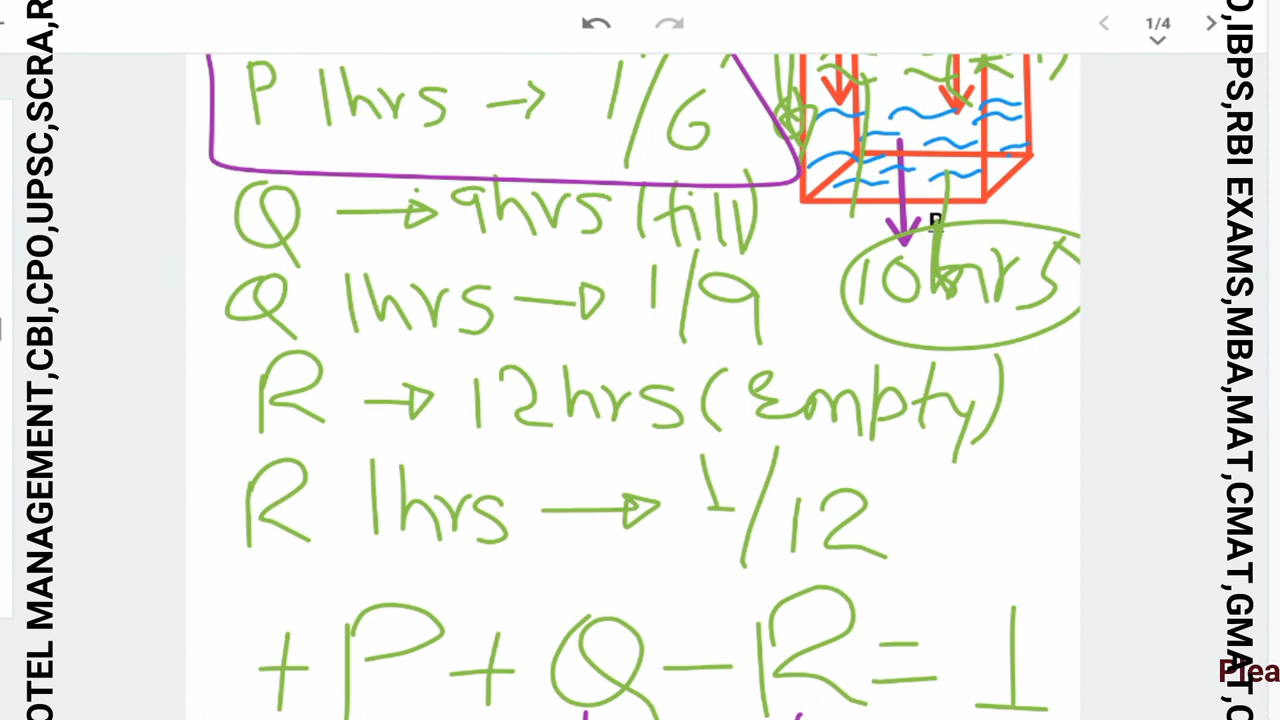 1/4
P 1hrs → 1/6
Q → 9hrs (fill)
R
10hrs
Q 1hrs → 1/9
R → 12hrs (Empty)
R 1hrs → 1/12
+P+Q-R=1
OTEL MANAGEMENT,CBI,CPO,UPSC,SCRA,R
O,IBPS,RBI EXAMS,MBA,MAT,CMAT,GMAT,C